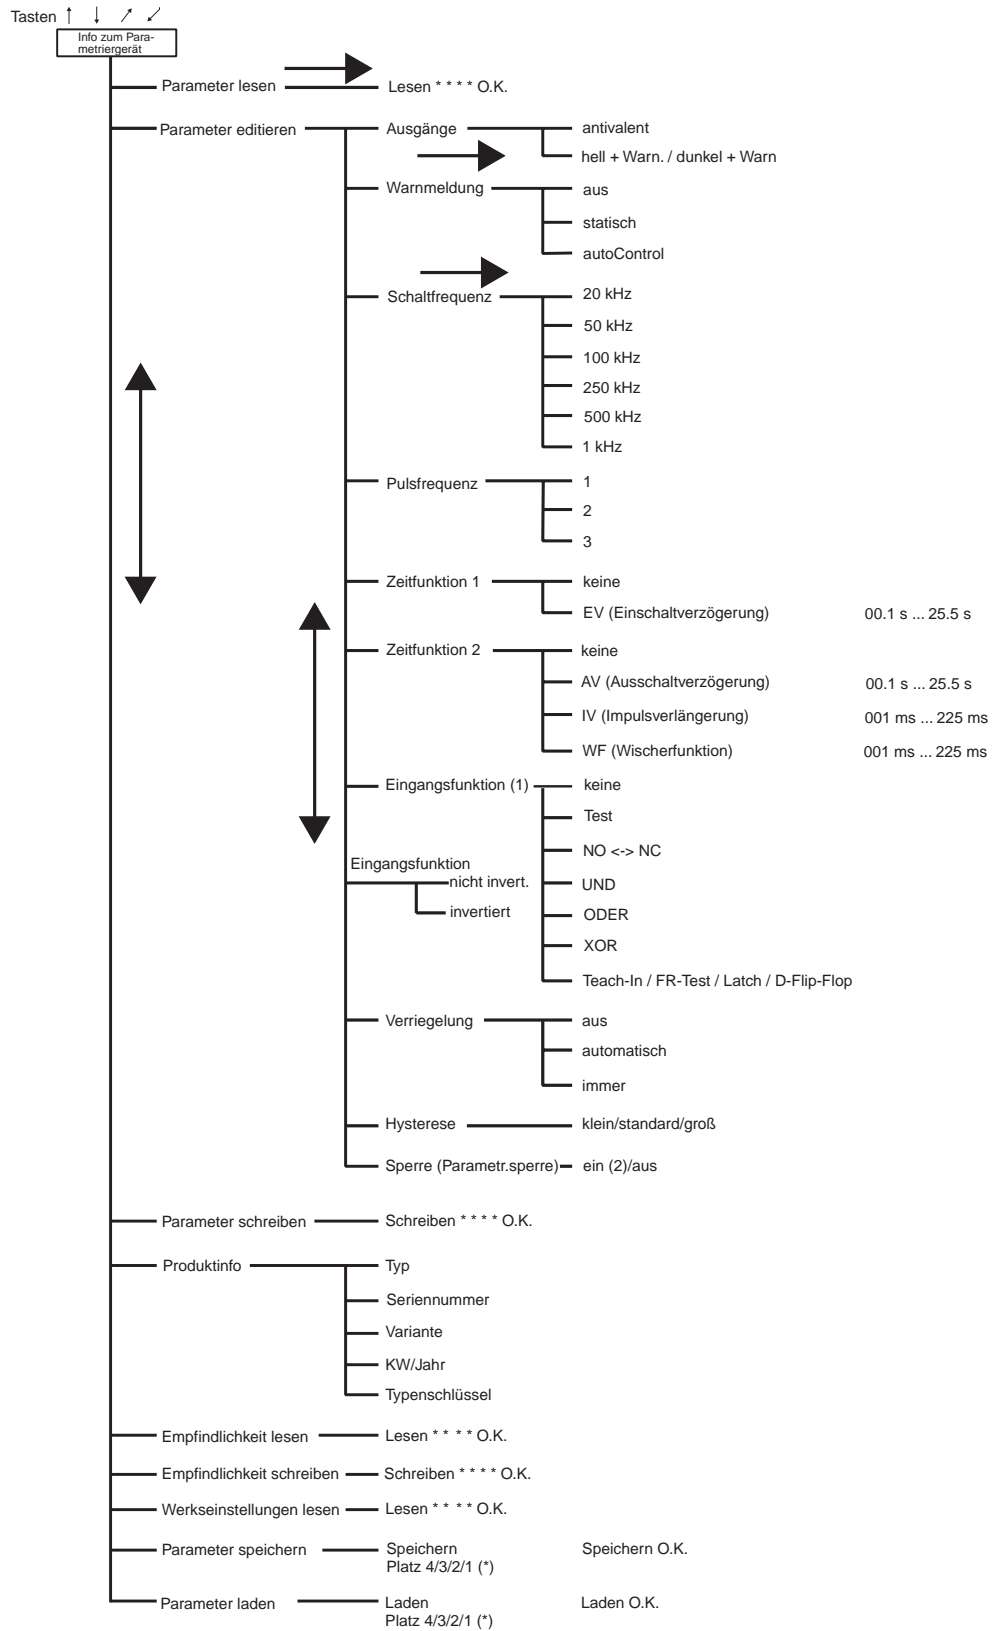 Tasten
Info zum Para-
metriergerät
Parameter lesen Lesen * * * * O.K.
Parameter editieren Ausgänge antivalent
hell + Warn. / dunkel + Warn
Warnmeldung aus
statisch
autoControl
Schaltfrequenz 20 kHz
50 kHz
100 kHz
250 kHz
500 kHz
1 kHz
Pulsfrequenz 1
2
3
Zeitfunktion 1 keine
EV (Einschaltverzögerung) 00.1 s ... 25.5 s
Zeitfunktion 2 keine
AV (Ausschaltverzögerung) 00.1 s ... 25.5 s
IV (Impulsverlängerung) 001 ms ... 225 ms
WF (Wischerfunktion) 001 ms ... 225 ms
Eingangsfunktion (1) keine
Test
NO <-> NC
Eingangsfunktion
nicht invert. UND
invertiert ODER
XOR
Teach-In / FR-Test / Latch / D-Flip-Flop
Verriegelung aus
automatisch
immer
Hysterese klein/standard/groß
Sperre (Parametr.sperre) ein (2)/aus
Parameter schreiben Schreiben * * * * O.K.
Produktinfo Typ
Seriennummer
Variante
KW/Jahr
Typenschlüssel
Empfindlichkeit lesen Lesen * * * * O.K.
Empfindlichkeit schreiben Schreiben * * * * O.K.
Werkseinstellungen lesen Lesen * * * * O.K.
Parameter speichern Speichern Speichern O.K.
Platz 4/3/2/1 (*)
Parameter laden Laden Laden O.K.
Platz 4/3/2/1 (*)